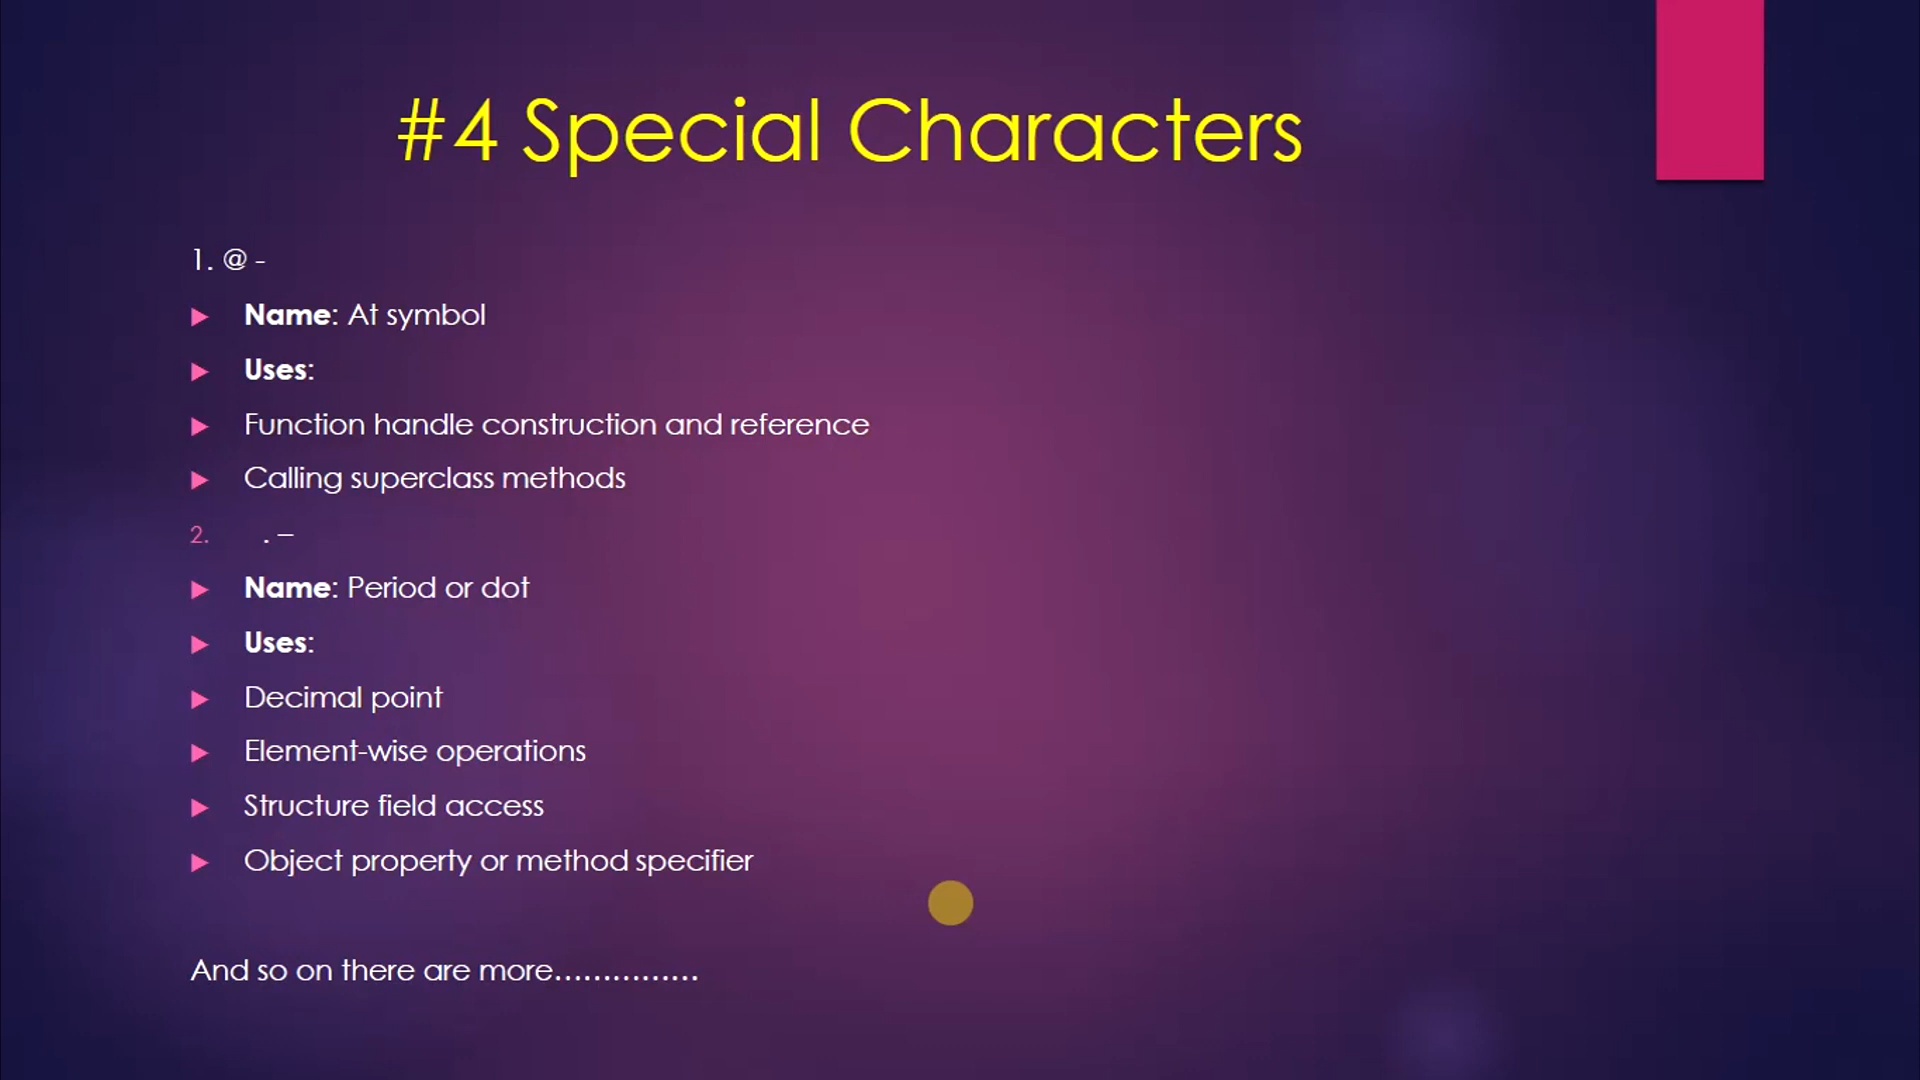 #4 Special Characters
1. @ -
Name: At symbol
Uses:
Function handle construction and reference
Calling superclass methods
2. . –
Name: Period or dot
Uses:
Decimal point
Element-wise operations
Structure field access
Object property or method specifier
And so on there are more...............